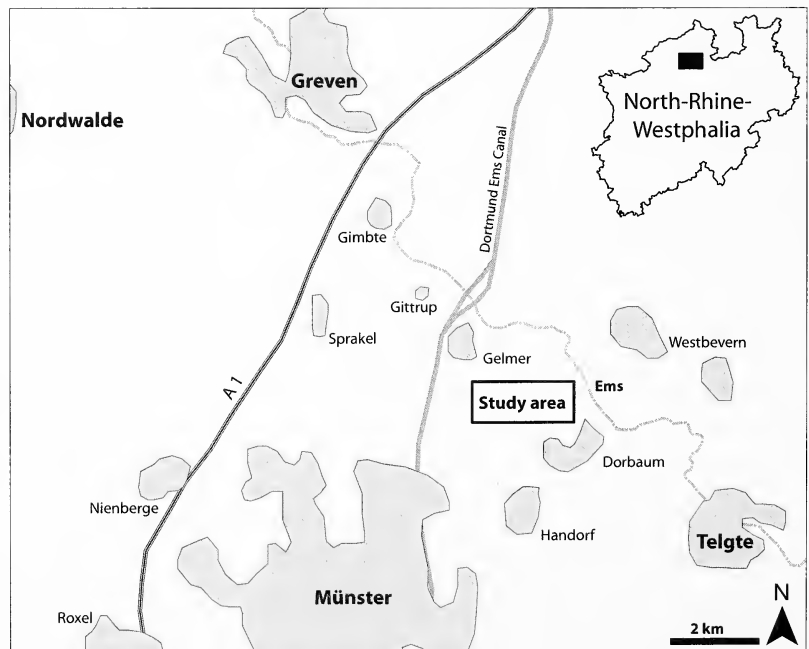 Greven
Nordwalde
North-Rhine-
Westphalia
Dortmund Ems Canal
Gimbte
Gittrup
Sprakel
Gelmer
Westbevern
A 1
Ems
Study area
Dorbaum
Nienberge
Handorf
Telgte
Münster
N
Roxel
2 km